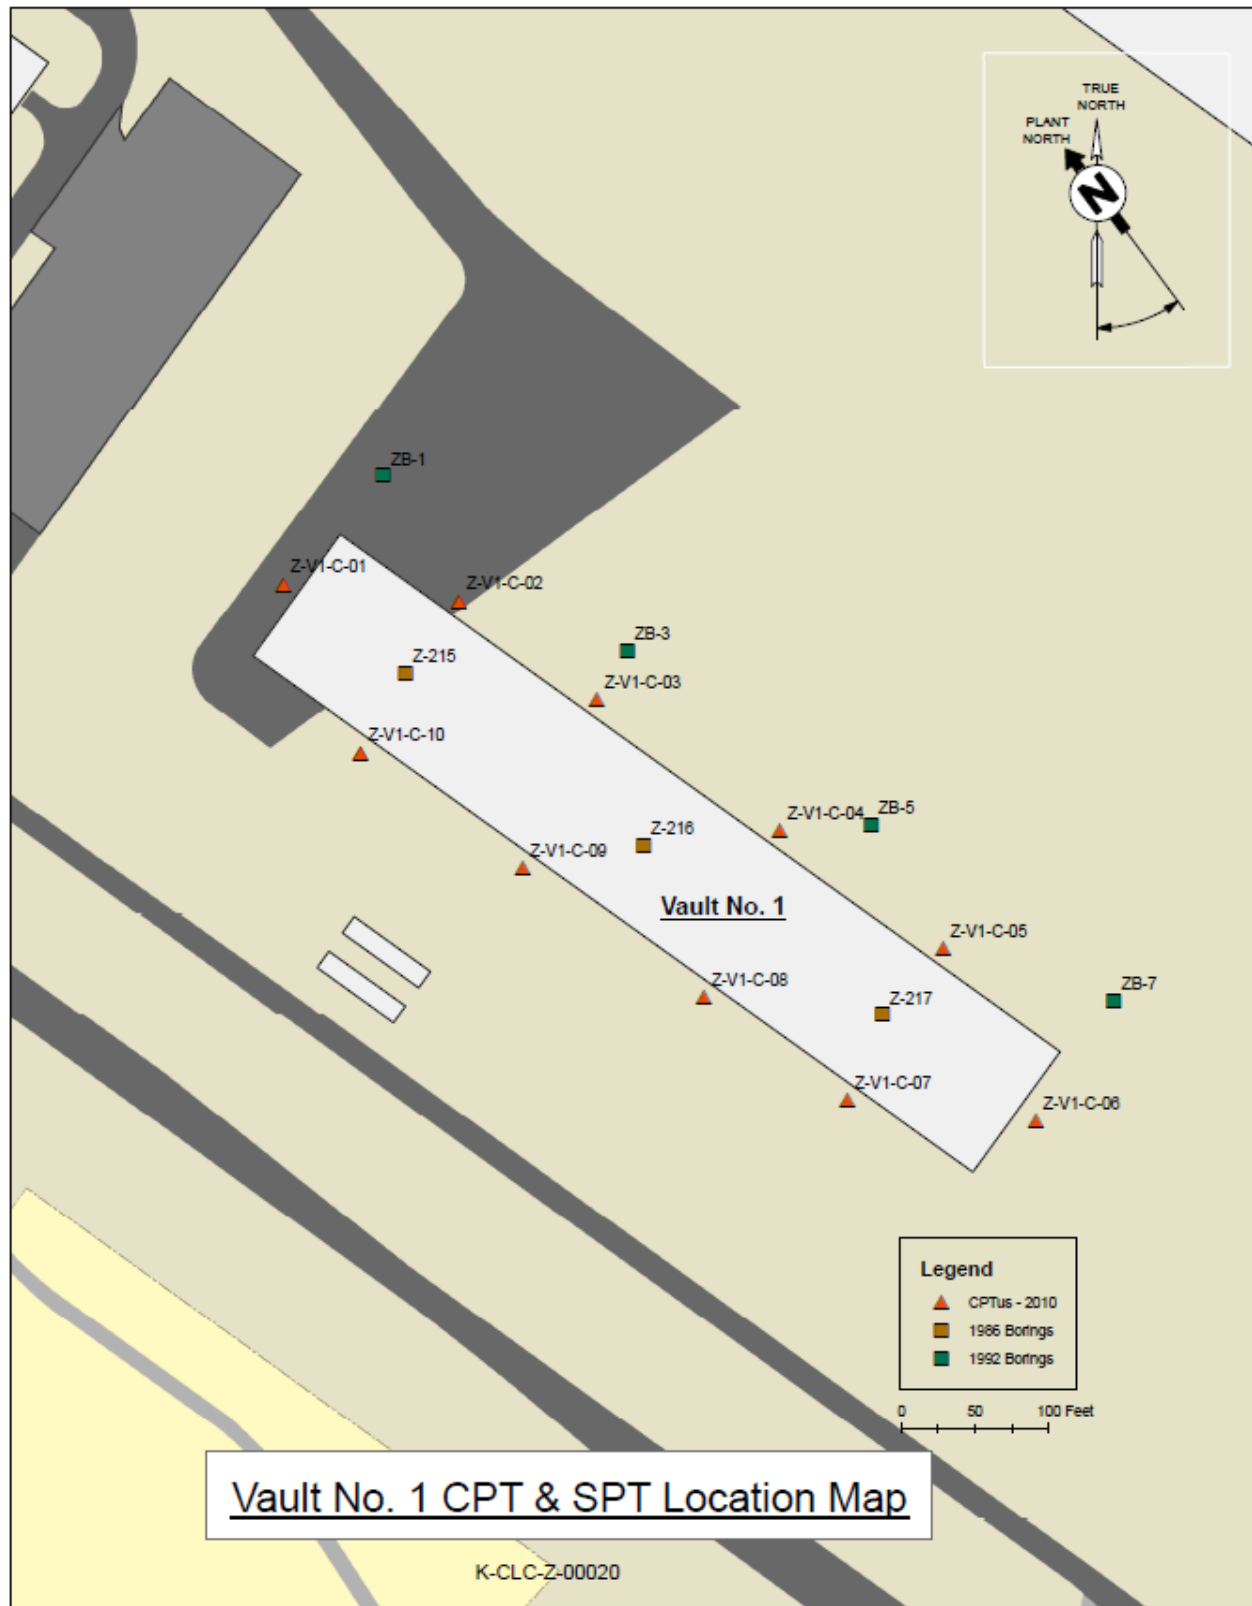 TRUE
NORTH
PLANT
NORTH
N
ZB-1
Z-V1-C-01
Z-V1-C-02
ZB-3
Z-215
Z-V1-C-03
Z-V1-C-10
ZB-5
Z-V1-C-04
Z-216
Z-V1-C-09
Vault No. 1
Z-V1-C-05
Z-V1-C-08
ZB-7
Z-217
Z-V1-C-07
Z-V1-C-06
Legend
CPTus - 2010
1986 Borings
1992 Borings
0 50 100 Feet
Vault No. 1 CPT & SPT Location Map
K-CLC-Z-00020